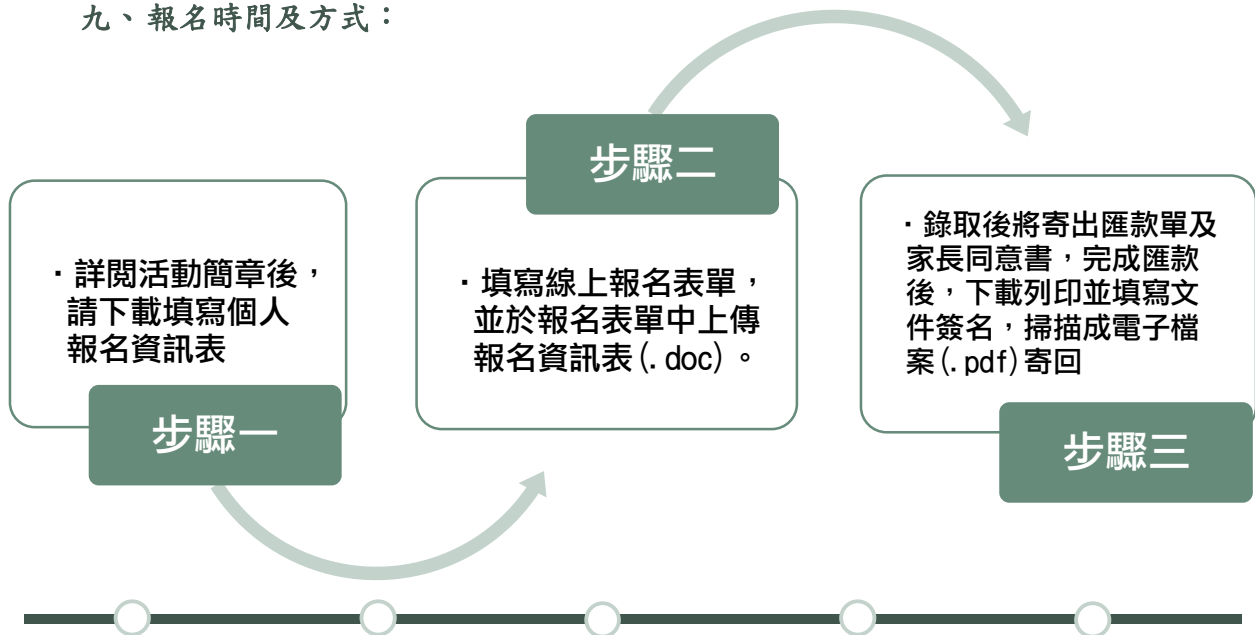 九、報名時間及方式：
‧詳閱活動簡章後，
請下載填寫個人
報名資訊表
步驟一
步驟二
‧填寫線上報名表單，
並於報名表單中上傳
報名資訊表(.doc)。
‧錄取後將寄出匯款單及
家長同意書，完成匯款
後，下載列印並填寫文
件簽名，掃描成電子檔
案(.pdf)寄回
步驟三